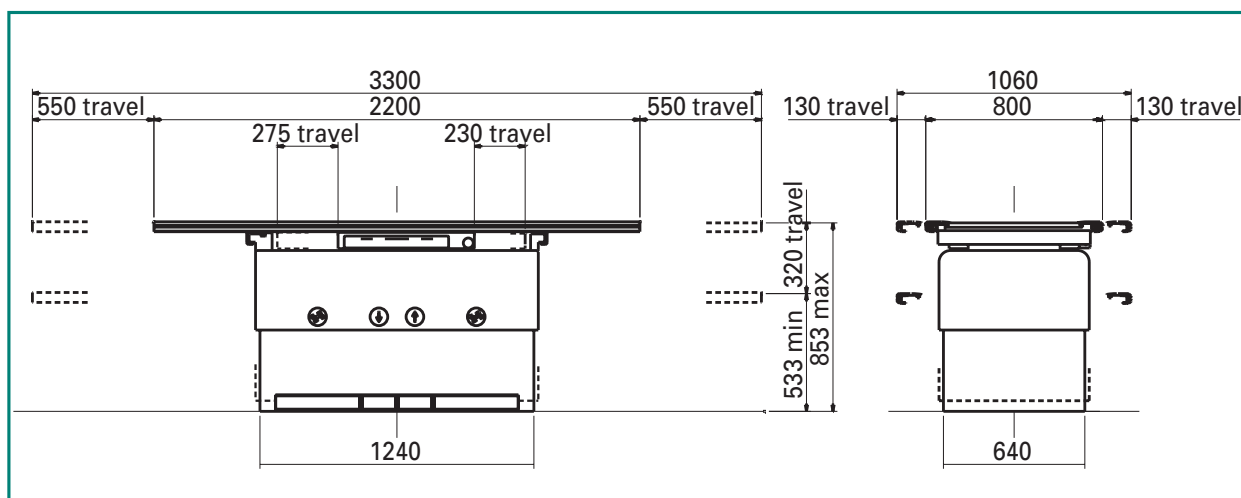 3300
550 travel
2200
550 travel
275 travel
230 travel
320 travel
533 min
853 max
1240
1060
130 travel
800
130 travel
640